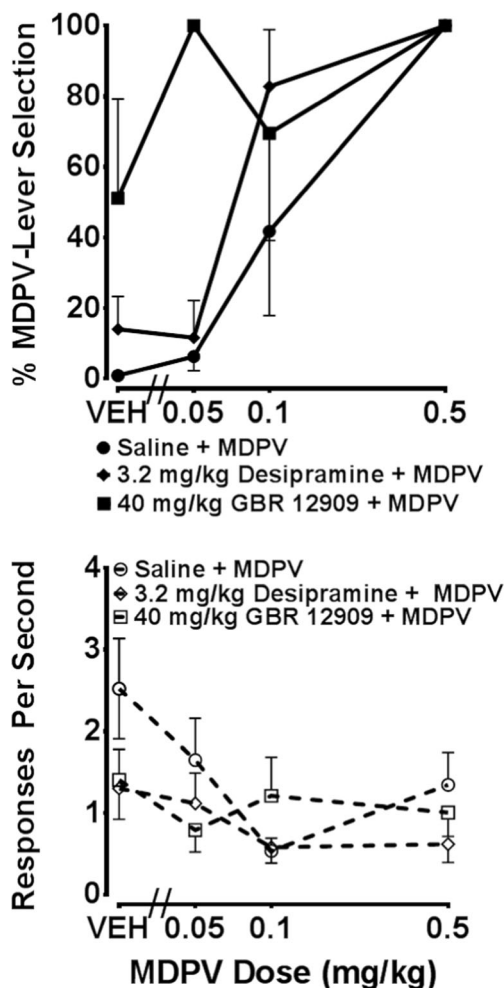 % MDPV-Lever Selection
100
80
60
40
20
0
VEH // 0.05 0.1 0.5
Saline + MDPV
3.2 mg/kg Desipramine + MDPV
40 mg/kg GBR 12909 + MDPV
Responses Per Second
4
3
2
1
0
Saline + MDPV
3.2 mg/kg Desipramine + MDPV
40 mg/kg GBR 12909 + MDPV
VEH // 0.05 0.1 0.5
MDPV Dose (mg/kg)